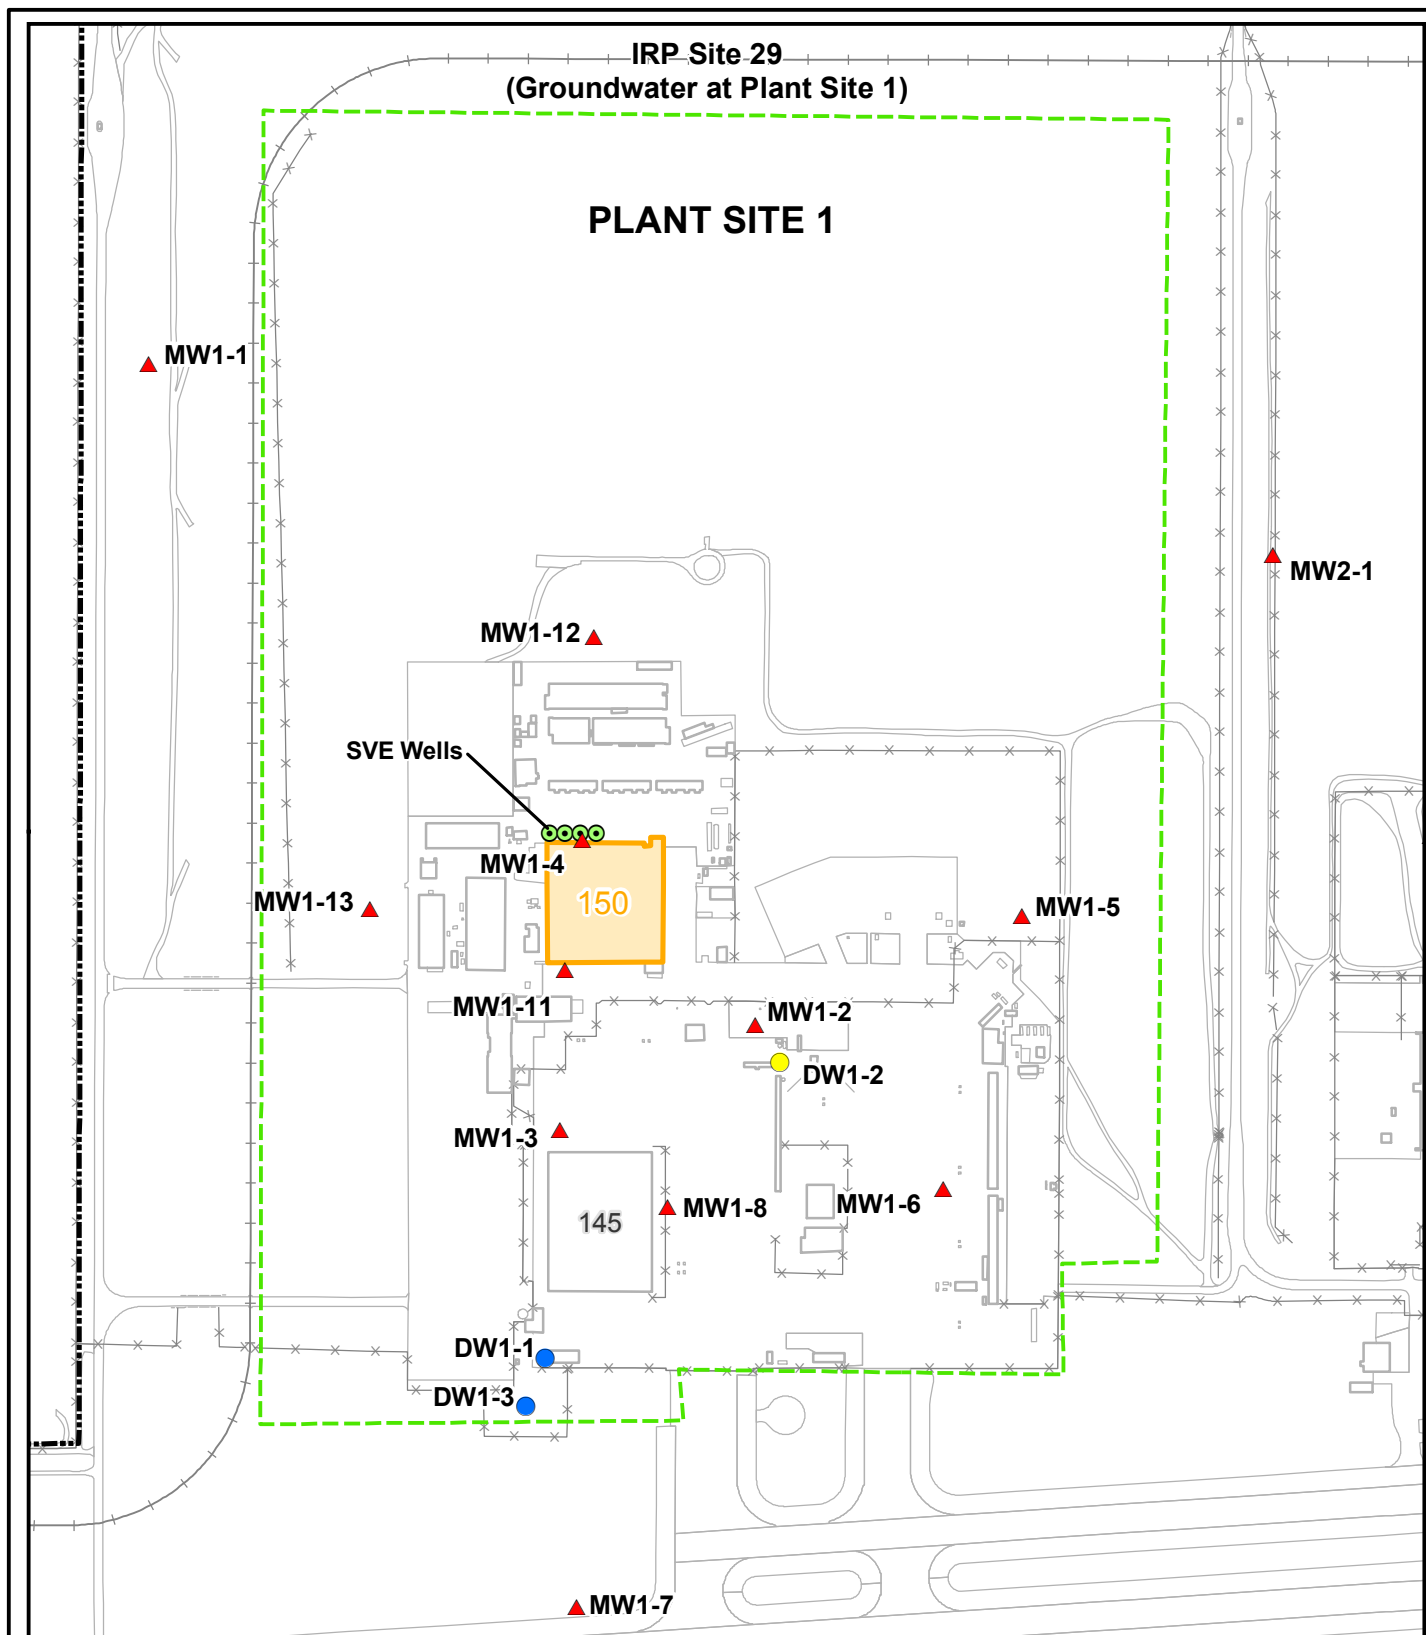 IRP Site 29
(Groundwater at Plant Site 1)
PLANT SITE 1
MW1-1
MW2-1
MW1-12
SVE Wells
MW1-4
150
MW1-13
MW1-5
MW1-11
MW1-2
DW1-2
MW1-3
MW1-6
MW1-8
145
DW1-1
DW1-3
MW1-7